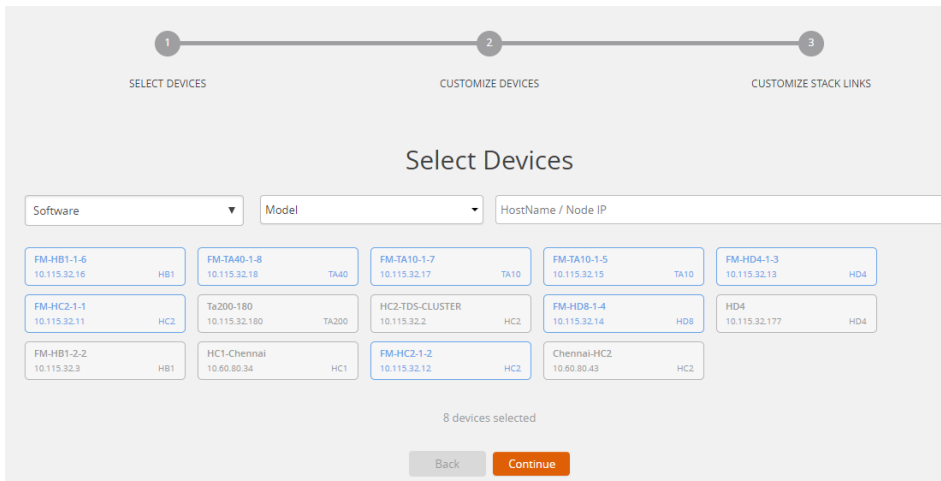 1 2 3
SELECT DEVICES CUSTOMIZE DEVICES CUSTOMIZE STACK LINKS
Select Devices
Software Model HostName / Node IP
FM-HB1-1-6
10.115.32.16 HB1
FM-TA40-1-8
10.115.32.18 TA40
FM-TA10-1-7
10.115.32.17 TA10
FM-TA10-1-5
10.115.32.15 TA10
FM-HD4-1-3
10.115.32.13 HD4
FM-HC2-1-1
10.115.32.11 HC2
Ta200-180
10.115.32.180 TA200
HC2-TDS-CLUSTER
10.115.32.2 HC2
FM-HD8-1-4
10.115.32.14 HD8
HD4
10.115.32.177 HD4
FM-HB1-2-2
10.115.32.3 HB1
HC1-Chennai
10.60.80.34 HC1
FM-HC2-1-2
10.115.32.12 HC2
Chennai-HC2
10.60.80.43 HC2
8 devices selected
Back Continue